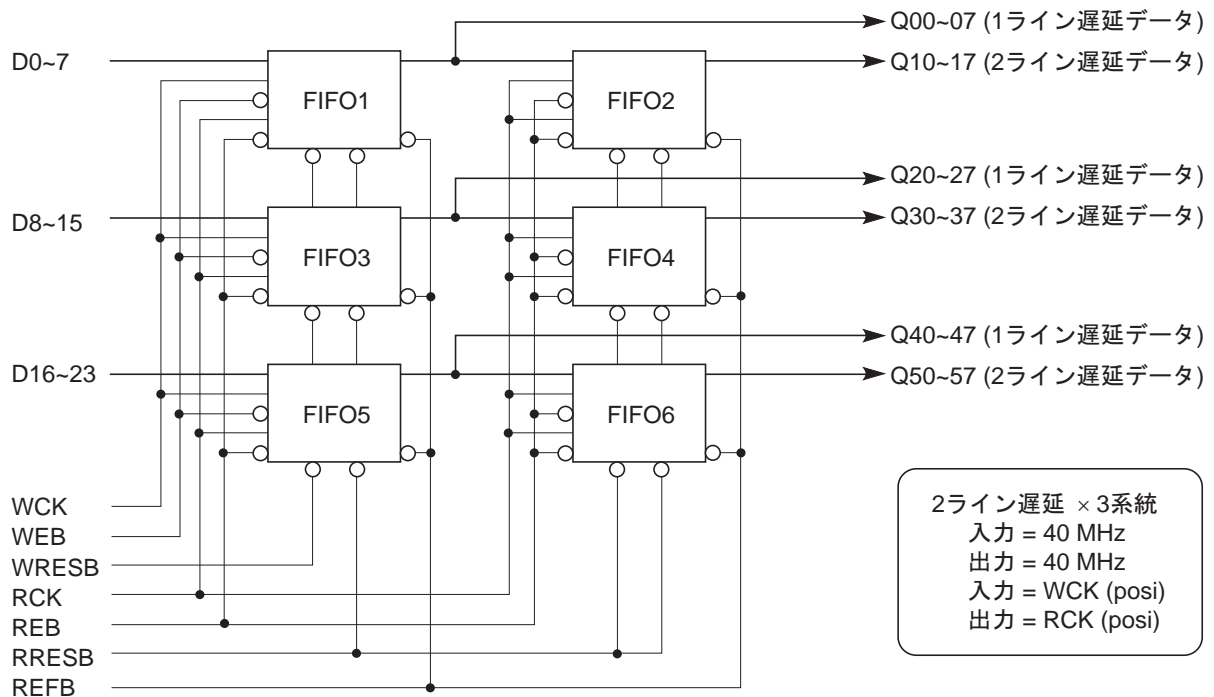 Q00~07 (1ライン遅延データ)
D0~7
Q10~17 (2ライン遅延データ)
FIFO1
FIFO2
Q20~27 (1ライン遅延データ)
D8~15
Q30~37 (2ライン遅延データ)
FIFO3
FIFO4
Q40~47 (1ライン遅延データ)
D16~23
Q50~57 (2ライン遅延データ)
FIFO5
FIFO6
WCK
WEB
WRESB
RCK
REB
RRESB
REFB
2ライン遅延 × 3系統
入力 = 40 MHz
出力 = 40 MHz
入力 = WCK (posi)
出力 = RCK (posi)